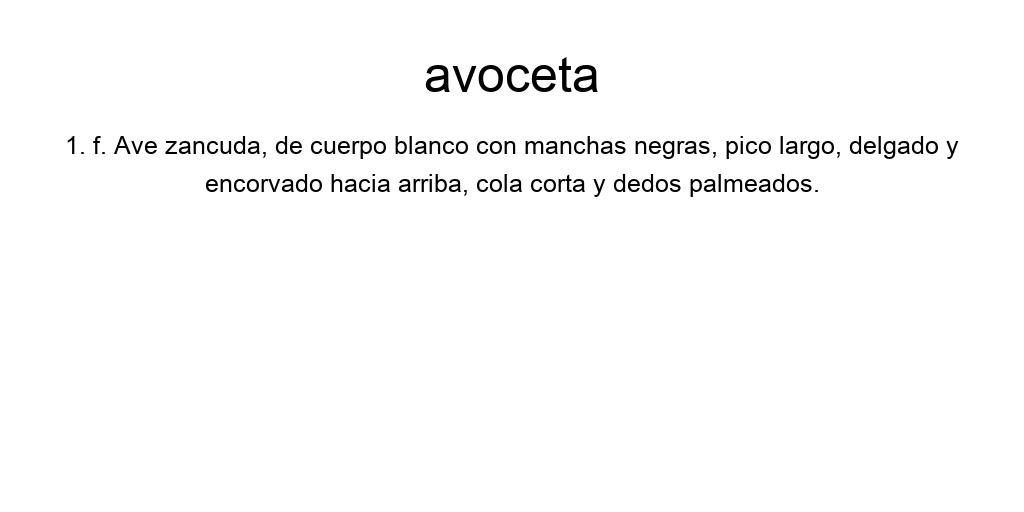 avoceta
1. f. Ave zancuda, de cuerpo blanco con manchas negras, pico largo, delgado y
encorvado hacia arriba, cola corta y dedos palmeados.